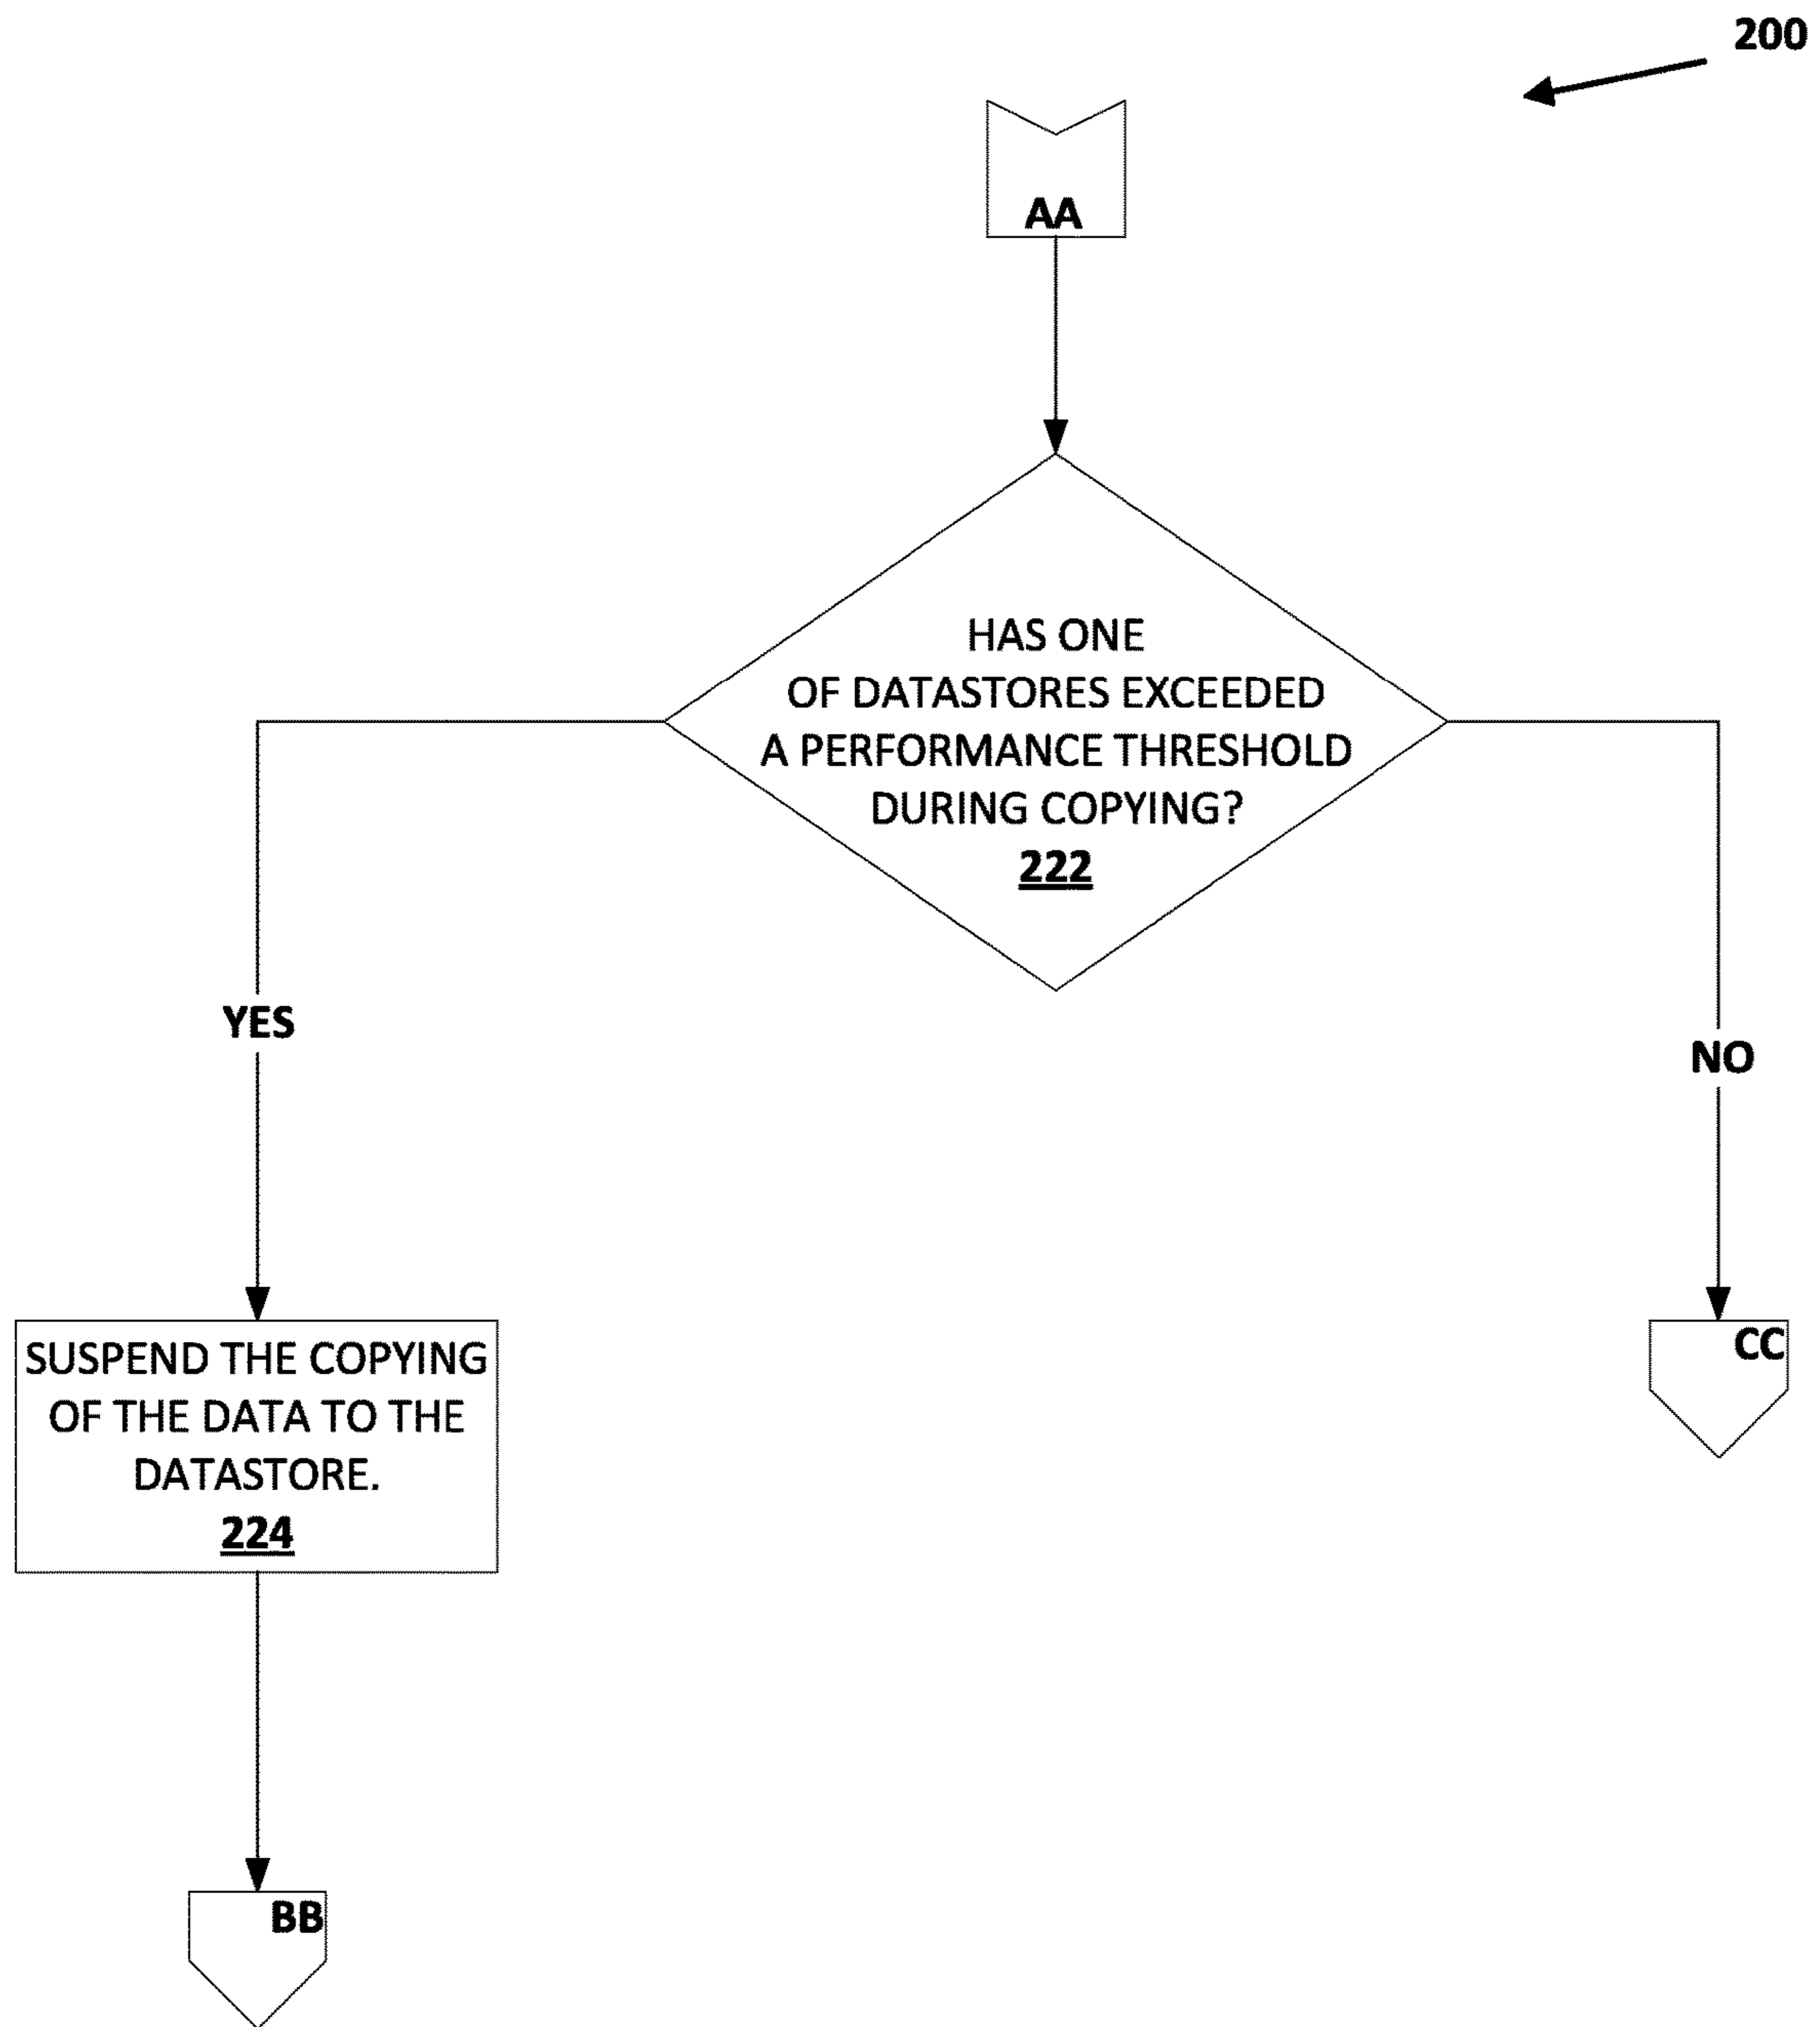 200
AA
HAS ONE
OF DATASTORES EXCEEDED
A PERFORMANCE THRESHOLD
DURING COPYING?
222
YES
NO
SUSPEND THE COPYING
OF THE DATA TO THE
DATASTORE.
224
CC
BB